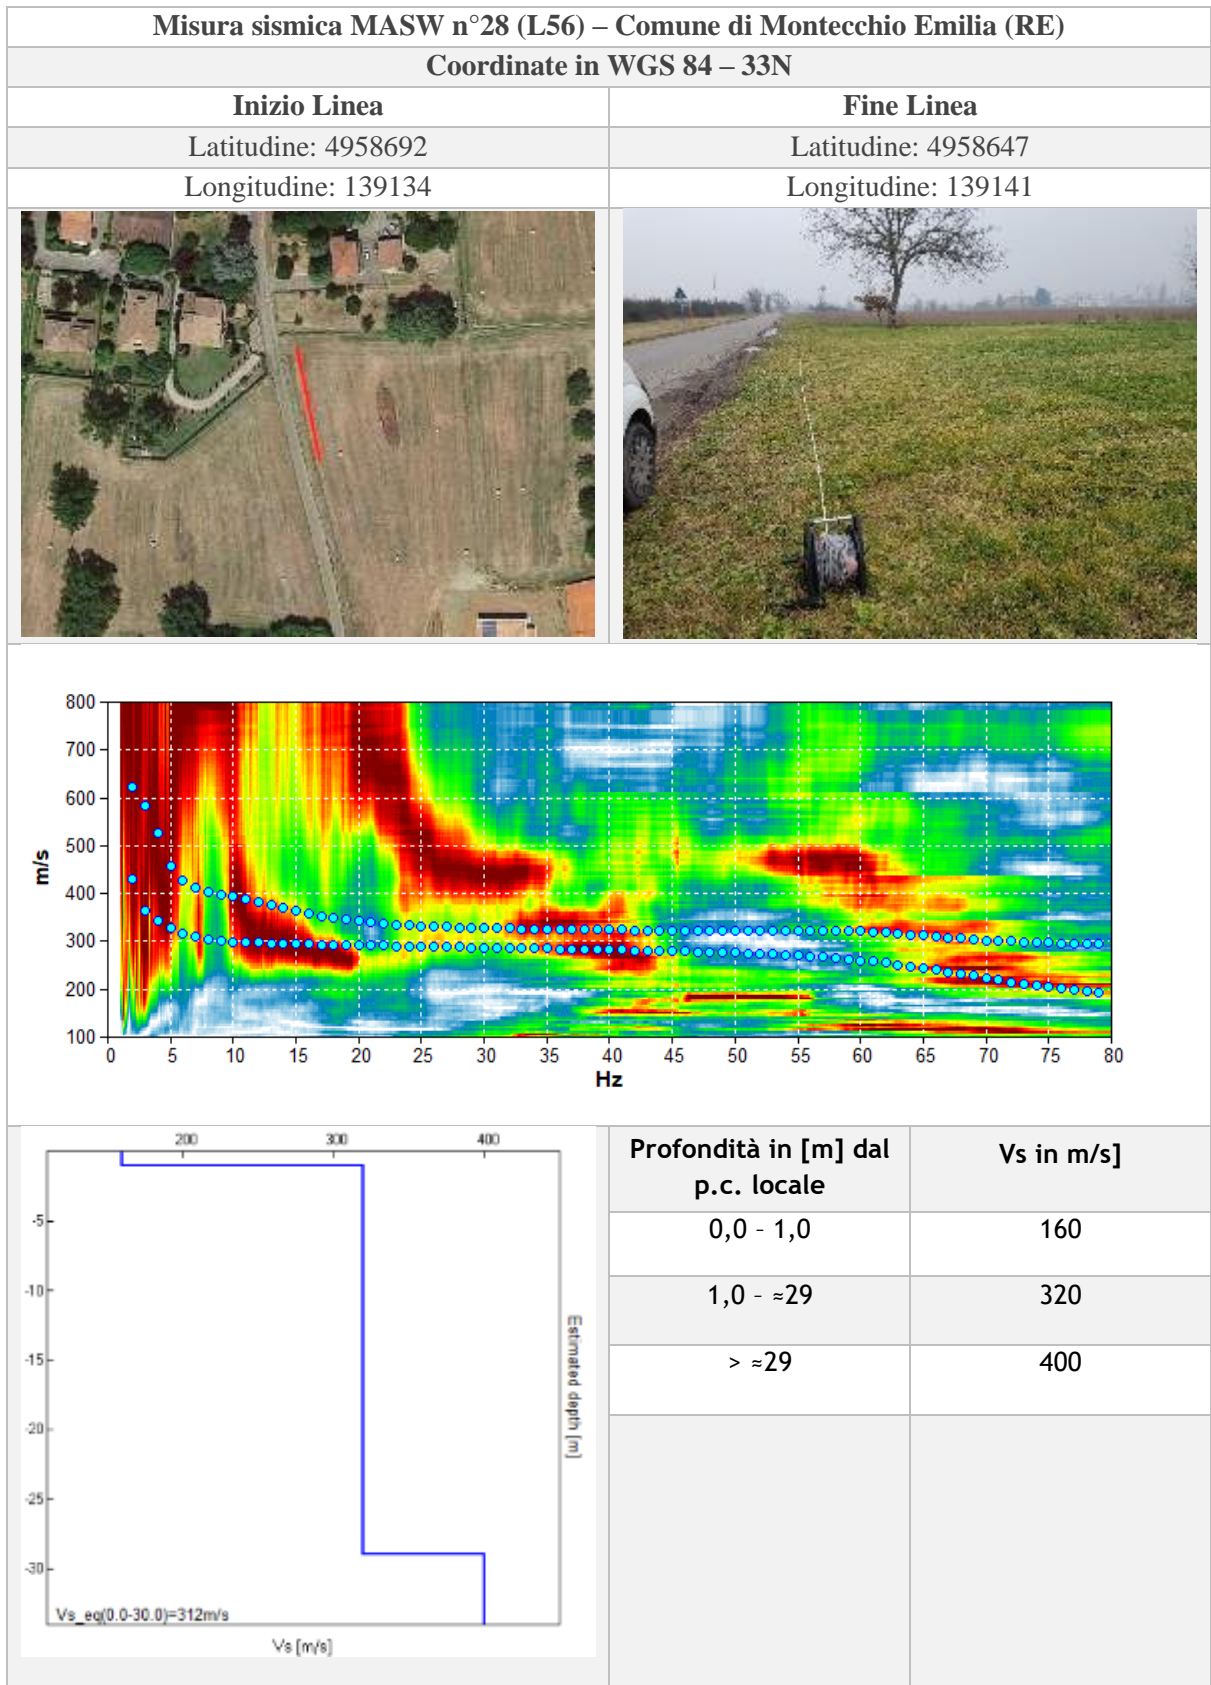 Misura sismica MASW n°28 (L56) – Comune di Montecchio Emilia (RE)
Coordinate in WGS 84 – 33N
Inizio Linea
Fine Linea
Latitudine: 4958692
Latitudine: 4958647
Longitudine: 139134
Longitudine: 139141
800
700
600
500
400
300
200
100
m/s
0 5 10 15 20 25 30 35 40 45 50 55 60 65 70 75 80
Hz
200 300 400
-5
-10
-15
-20
-25
-30
Estimated depth [m]
Vs_eq(0.0-30.0)=312m/s
Vs [m/s]
Profondità in [m] dal
p.c. locale
Vs in m/s]
0,0 – 1,0
160
1,0 – ≈29
320
> ≈29
400